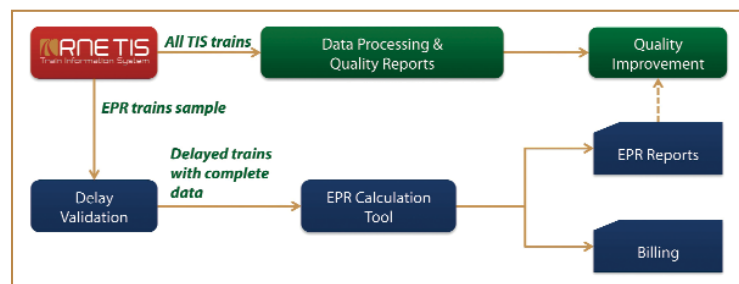 RNE TIS
Train Information System
All TIS trains
Data Processing &
Quality Reports
Quality
Improvement
EPR trains sample
Delayed trains
with complete
data
EPR Reports
Delay
Validation
EPR Calculation
Tool
Billing